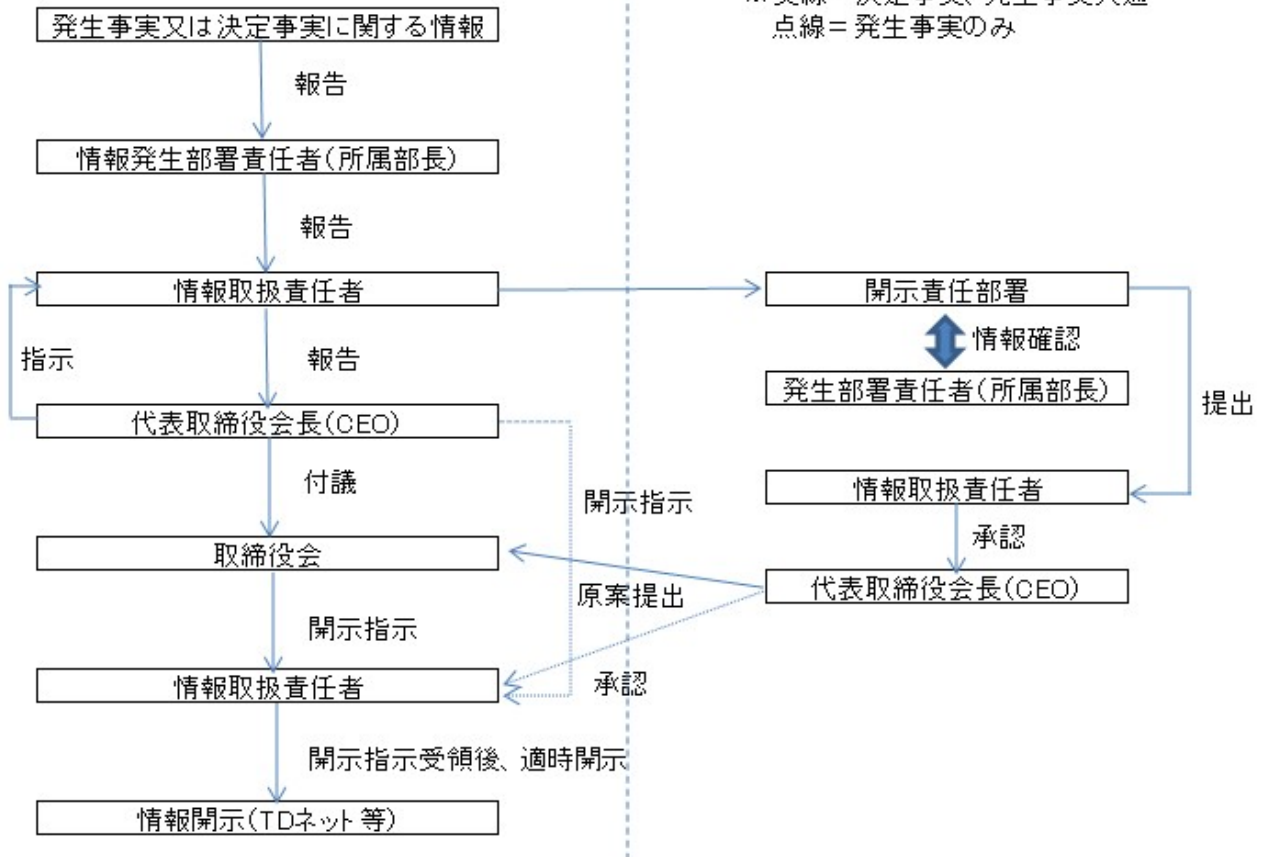 発生事実又は決定事実に関する情報
点線=発生事実のみ
報告
情報発生部署責任者(所属部長)
報告
情報取扱責任者
開示責任部署
指示
報告
情報確認
発生部署責任者(所属部長)
提出
代表取締役会長(CEO)
付議
開示指示
情報取扱責任者
承認
取締役会
代表取締役会長(CEO)
原案提出
開示指示
情報取扱責任者
承認
開示指示受領後、適時開示
情報開示(TDネット等)